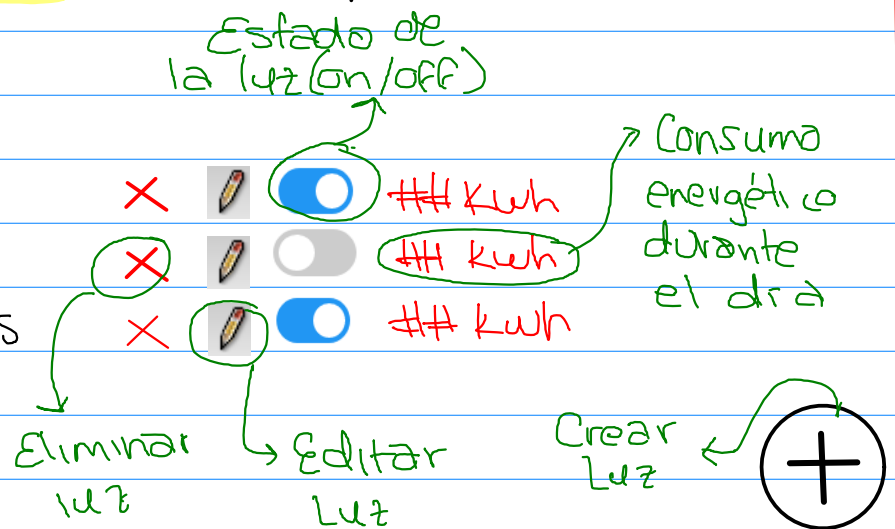 Estado de
la luz (on/off)
## kwh
## kwh
s ## kwh
Consumo
energético
durante
el día
Eliminar
luz
Editar
Luz
Crear
Luz